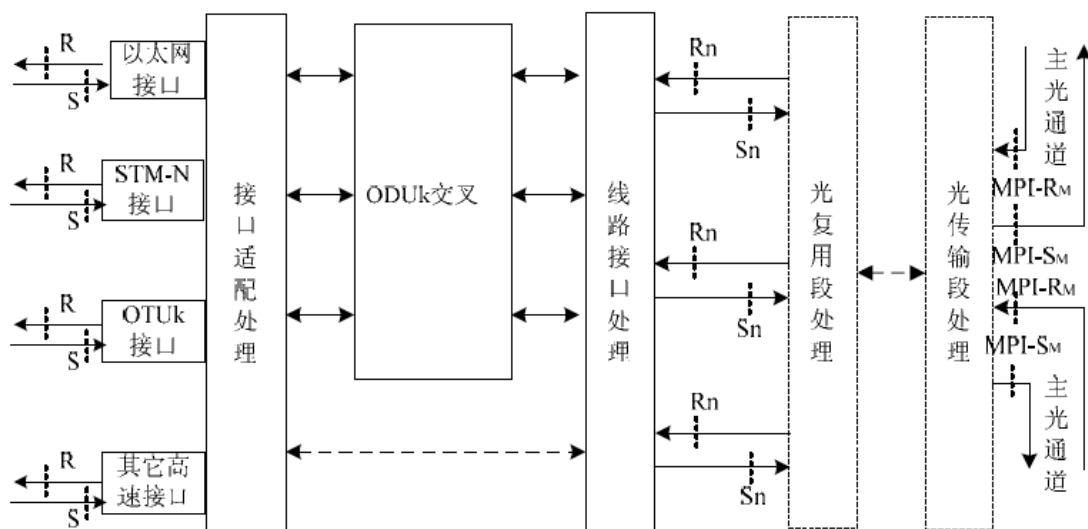 R
以太网
接口
S
R
STM-N
接口
S
R
OTUk
接口
S
R
其它高
速接口
S
接口适配处理
ODUk交叉
线路接口处理
Rn
Sn
Rn
Sn
Rn
Sn
光复用段处理
光传输段处理
主光通道
MPI-RM
MPI-SM
MPI-RM
MPI-SM
主光通道